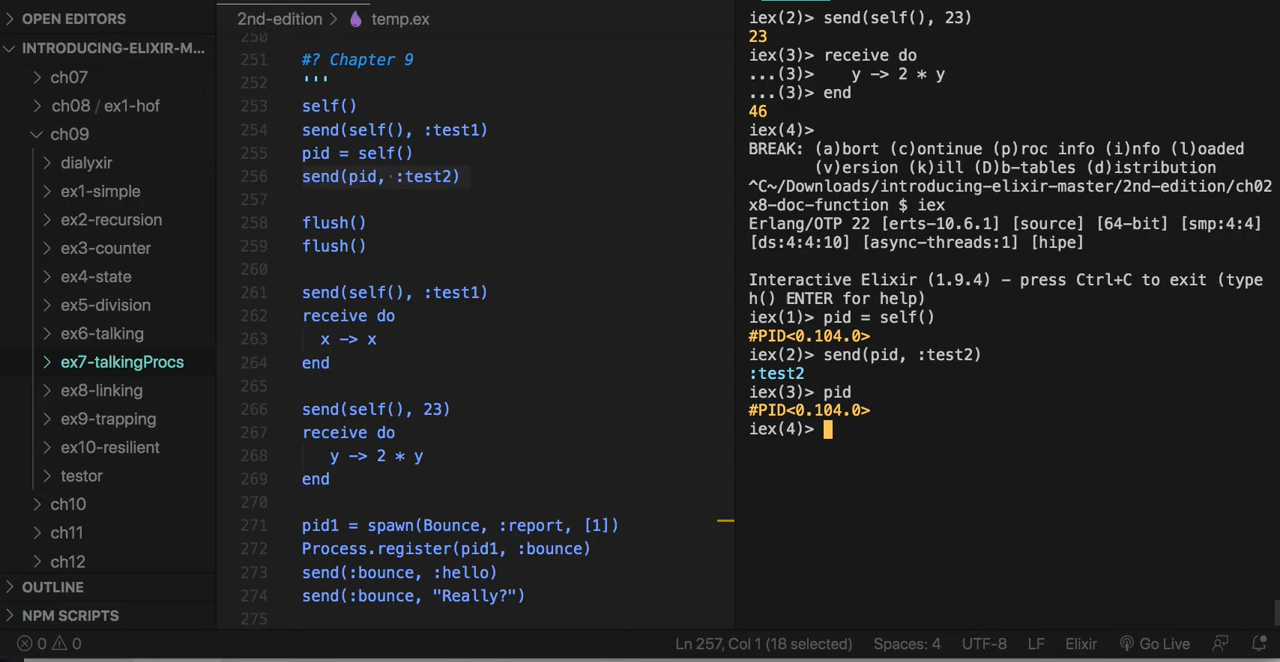 OPEN EDITORS
INTRODUCING-ELIXIR-M...
ch07
ch08 / ex1-hof
ch09
dialyxir
ex1-simple
ex2-recursion
ex3-counter
ex4-state
ex5-division
ex6-talking
ex7-talkingProcs
ex8-linking
ex9-trapping
ex10-resilient
testor
ch10
ch11
ch12
OUTLINE
NPM SCRIPTS
2nd-edition > temp.ex
250
251 #? Chapter 9
252 '''
253 self()
254 send(self(), :test1)
255 pid = self()
256 send(pid, :test2)
258 flush()
259 flush()
260
261 send(self(), :test1)
262 receive do
263 x -> x
264 end
265
266 send(self(), 23)
267 receive do
268 y -> 2 * y
269 end
270
271 pid1 = spawn(Bounce, :report, [1])
272 Process.register(pid1, :bounce)
273 send(:bounce, :hello)
274 send(:bounce, "Really?")
275
iex(2)> send(self(), 23)
23
iex(3)> receive do
...(3)> y -> 2 * y
...(3)> end
46
iex(4)>
BREAK: (a)bort (c)ontinue (p)roc info (i)nfo (l)oaded
(v)ersion (k)ill (D)b-tables (d)istribution
^C~/Downloads/introducing-elixir-master/2nd-edition/ch02
x8-doc-function $ iex
Erlang/OTP 22 [erts-10.6.1] [source] [64-bit] [smp:4:4]
[ds:4:4:10] [async-threads:1] [hipe]
Interactive Elixir (1.9.4) - press Ctrl+C to exit (type
h() ENTER for help)
iex(1)> pid = self()
#PID<0.104.0>
iex(2)> send(pid, :test2)
:test2
iex(3)> pid
#PID<0.104.0>
iex(4)>
0 0
Ln 257, Col 1 (18 selected) Spaces: 4 UTF-8 LF Elixir Go Live